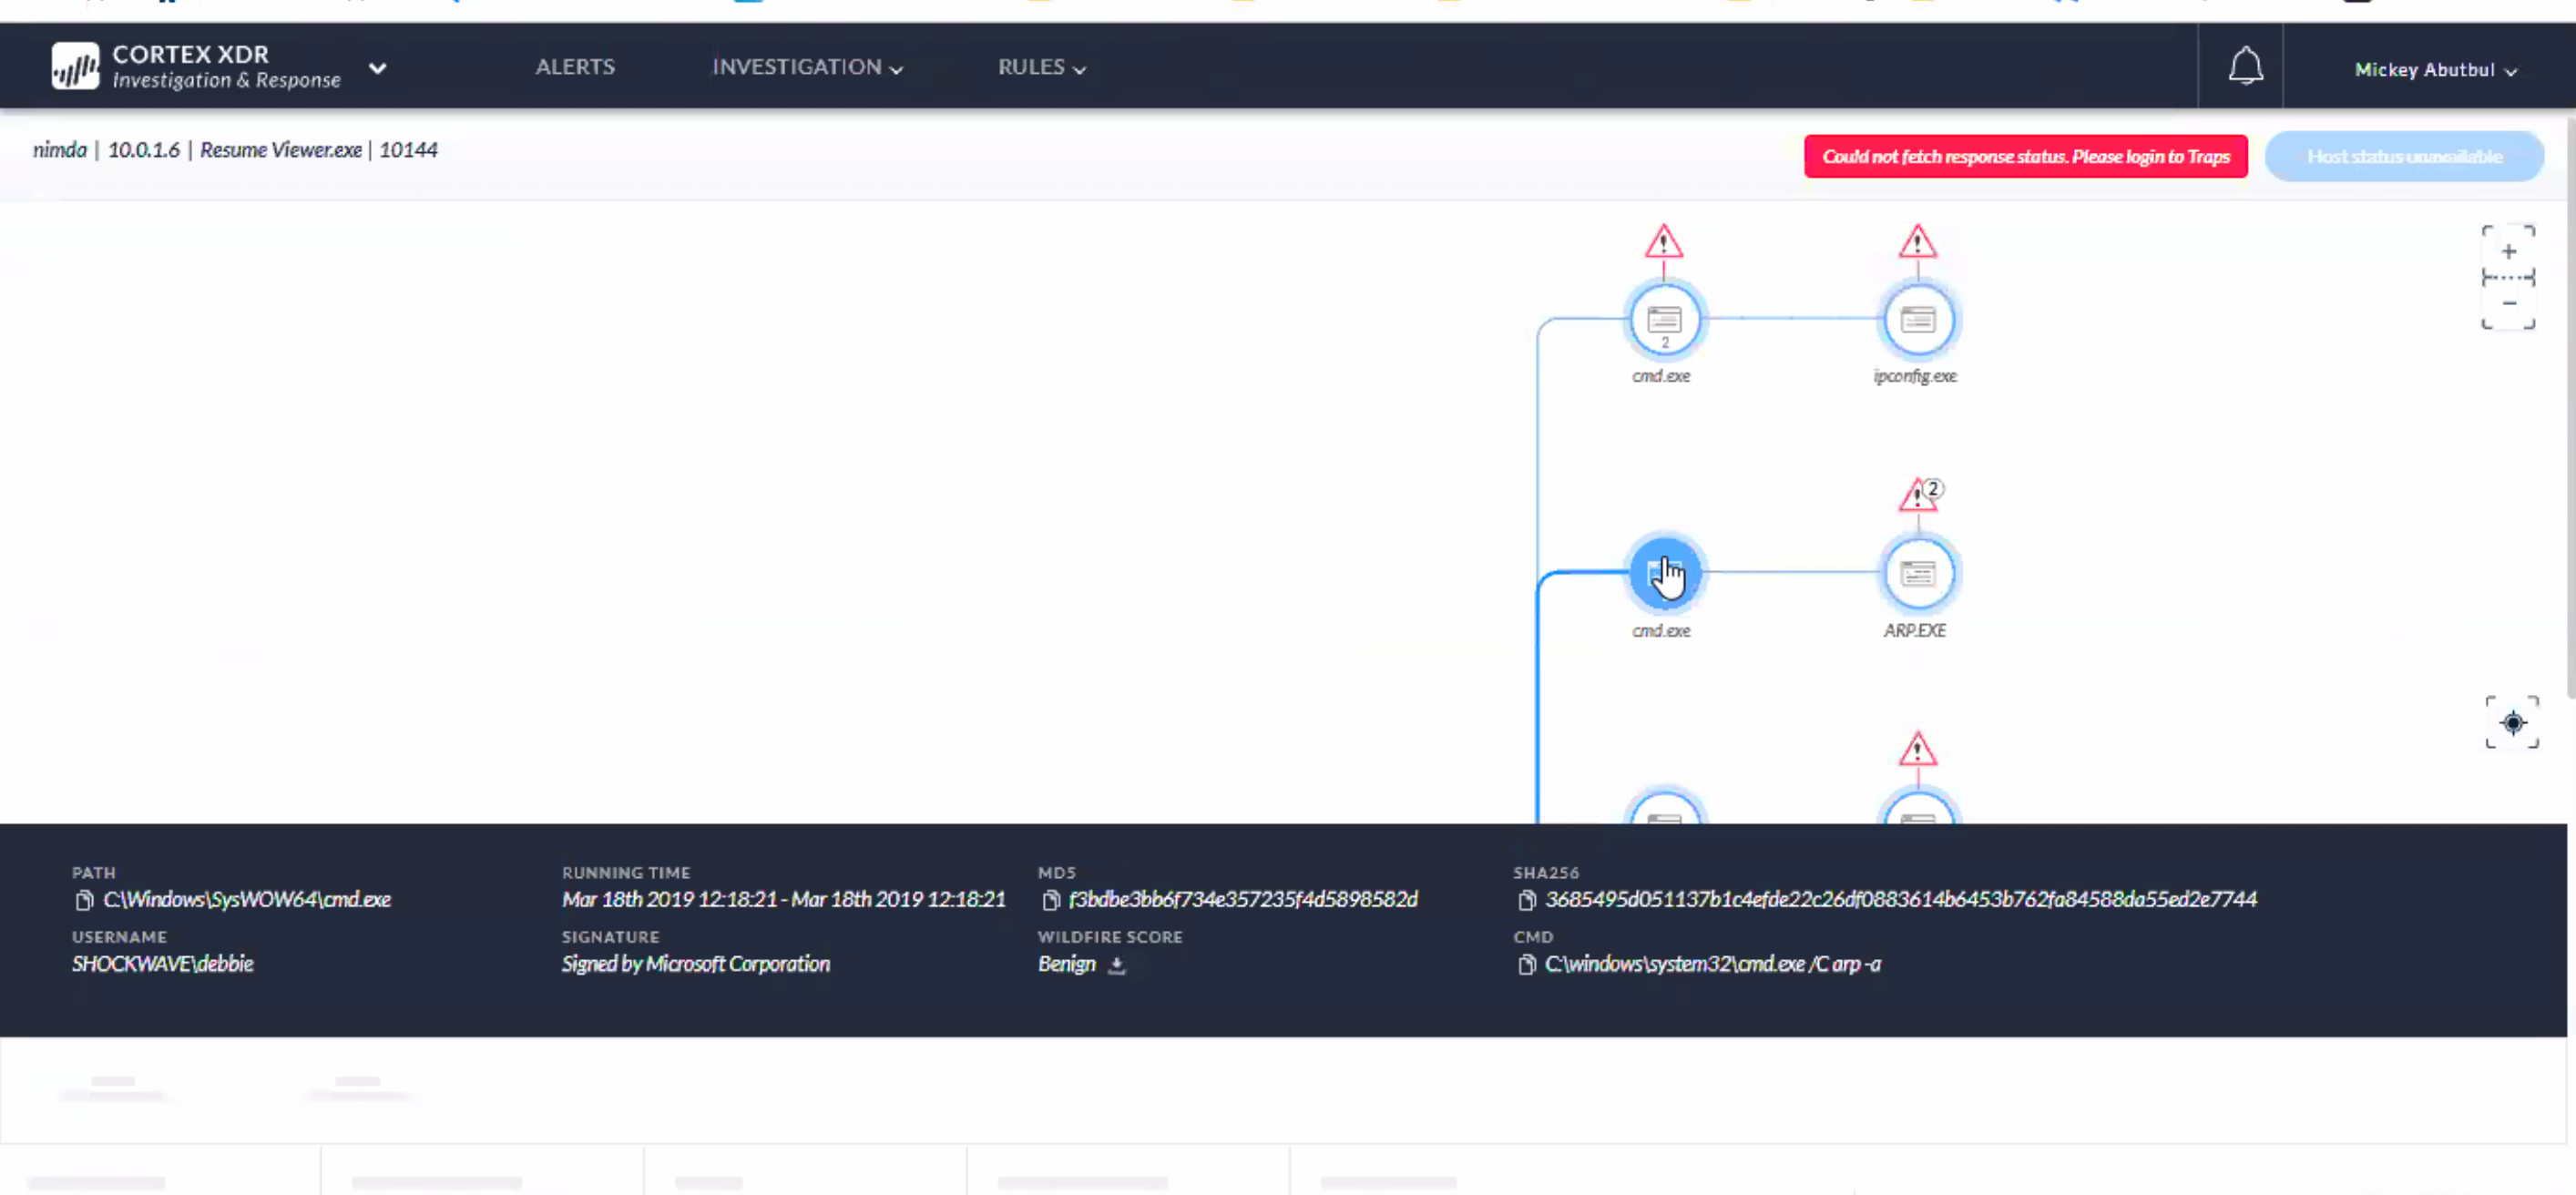 CORTEX XDR
Investigation & Response
ALERTS
INVESTIGATION
RULES
Mickey Abutbul
nimda | 10.0.1.6 | Resume Viewer.exe | 10144
Could not fetch response status. Please login to Traps
Host status unavailable
2
cmd.exe
ipconfig.exe
2
cmd.exe
ARP.EXE
PATH
C:\Windows\SysWOW64\cmd.exe
RUNNING TIME
Mar 18th 2019 12:18:21 - Mar 18th 2019 12:18:21
MD5
f3bdbe3bb6f734e357235f4d5898582d
SHA256
3685495d051137b1c4efde22c26df0883614b6453b762fa84588da55ed2e7744
USERNAME
SHOCKWAVE\debbie
SIGNATURE
Signed by Microsoft Corporation
WILDFIRE SCORE
Benign
CMD
C:\windows\system32\cmd.exe /C arp -a